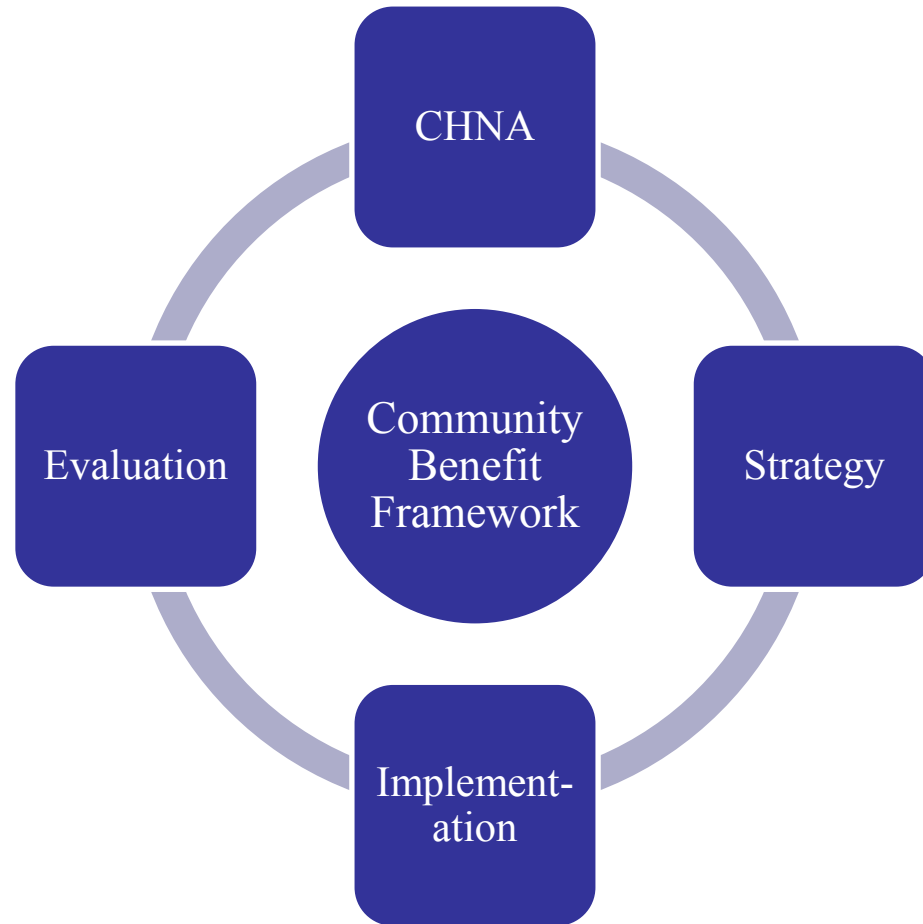 CHNA
Community
Benefit
Framework
Evaluation
Strategy
Implement-
ation